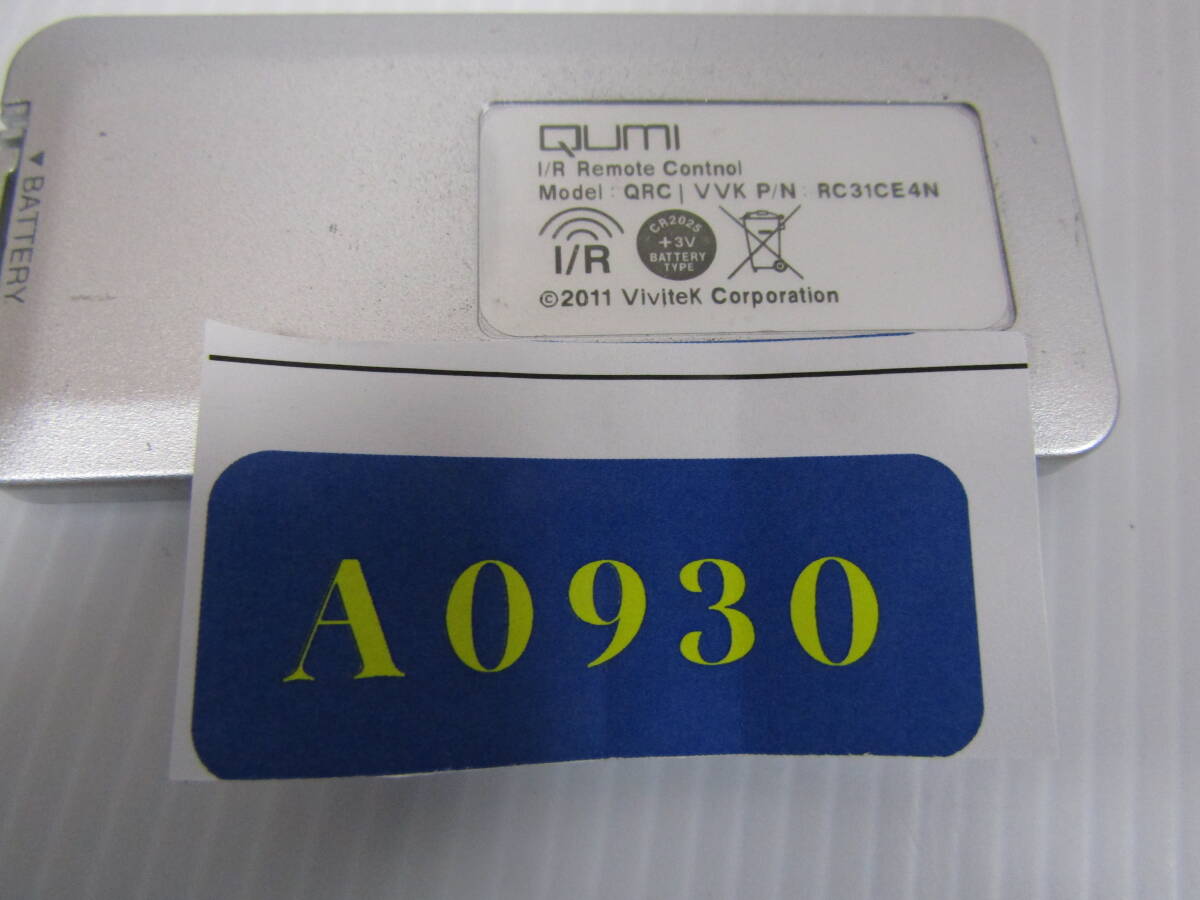 QUMI
I/R Remote Contnol
Model : QRC | VVK P/N : RC31CE4N
I/R
CR2025
+3V
BATTERY
TYPE
©2011 ViviteK Corporation
▼BATTERY
A0930